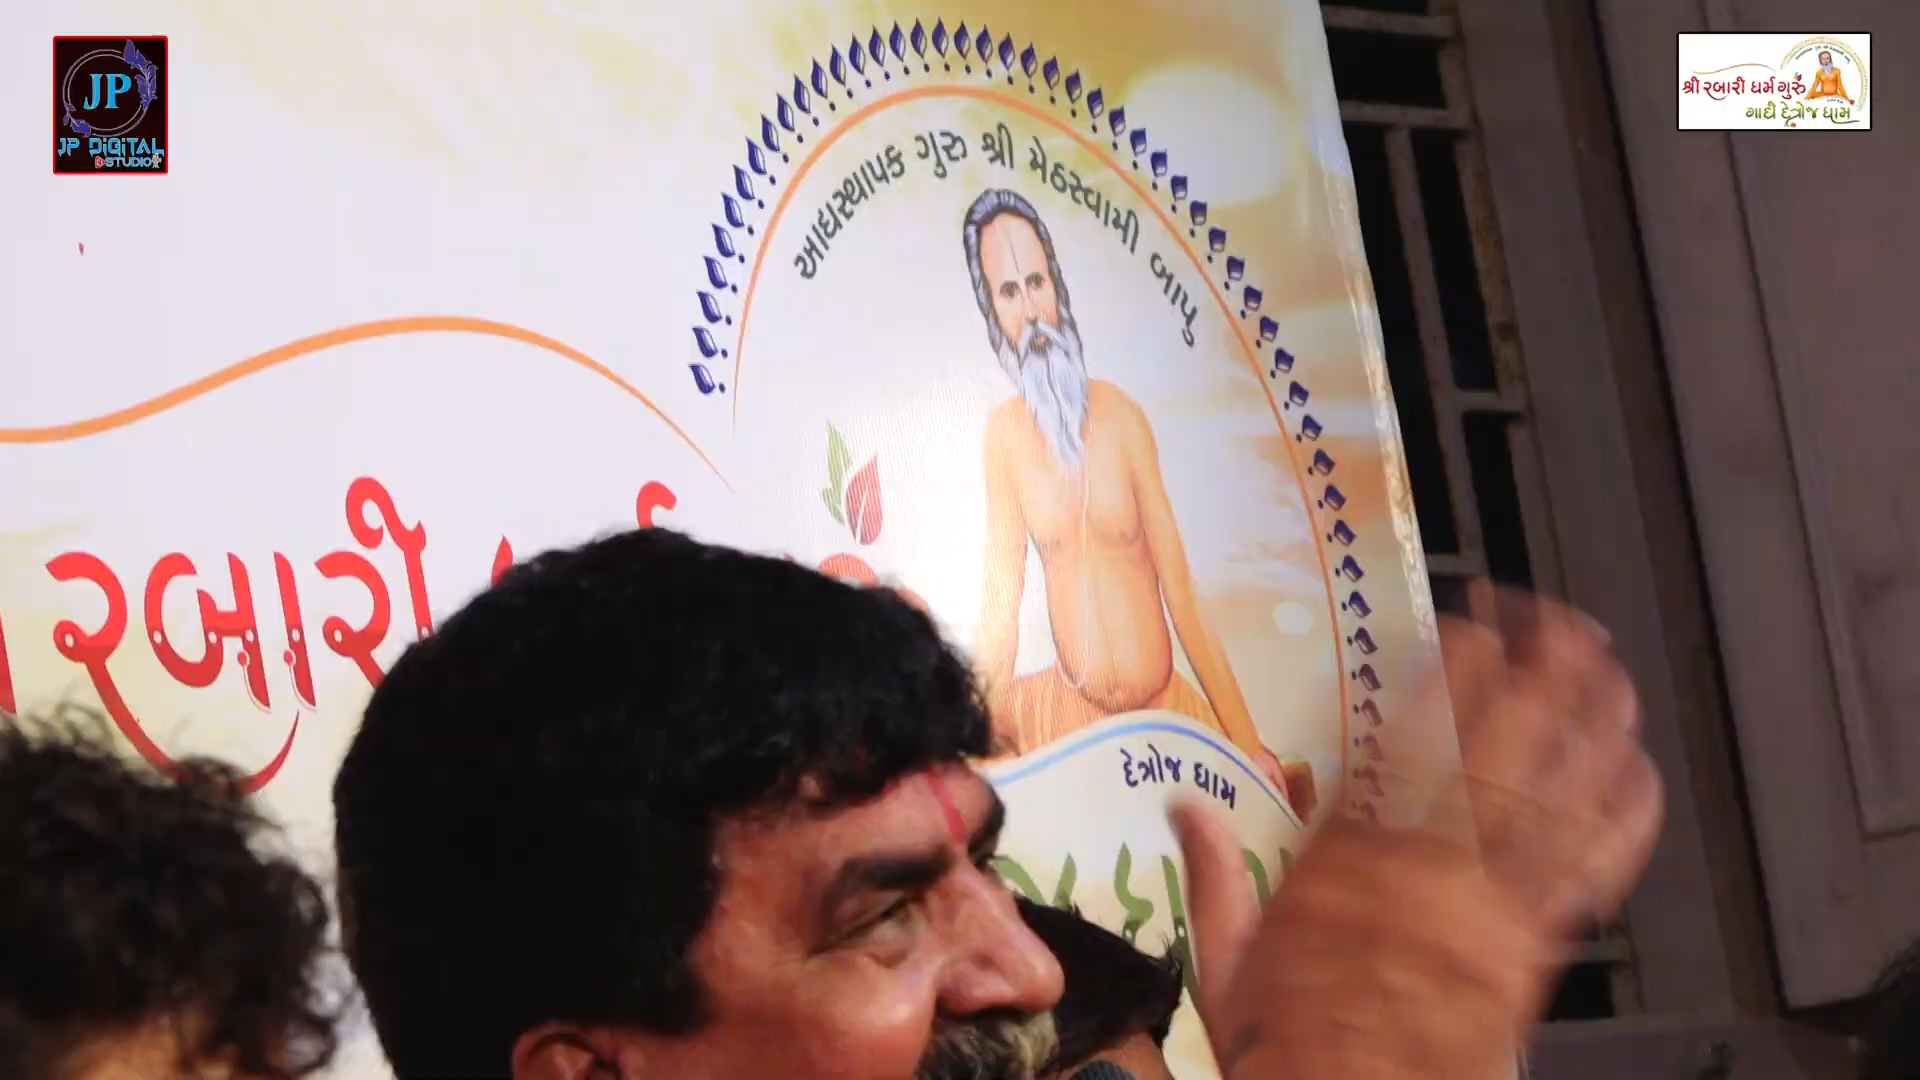 JP
JP DiGiTAL
STUDIO
શ્રી રબારી ધર્મ ગુરુ
ગાદી દેત્રોજ ધામ
આદ્યસ્થાપક ગુરુ શ્રી મેઠસ્વામી બાપુ
રબારી
દેત્રોજ ધામ